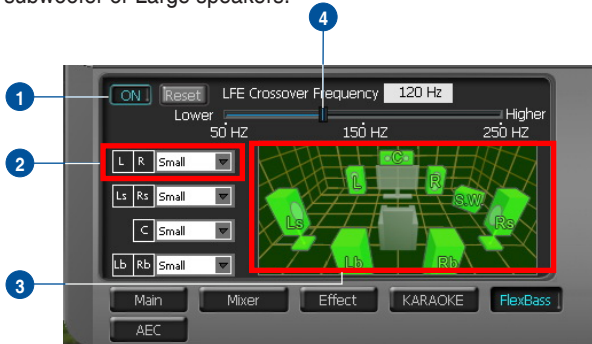 subwoofer or Large speakers.
4
1
ON Reset LFE Crossover Frequency 120 Hz
Lower Higher
50 HZ 150 HZ 250 HZ
2
L R Small
Ls Rs Small
C Small
Lb Rb Small
C
L R
S.W.
Ls Rs
Lb Rb
3
Main Mixer Effect KARAOKE FlexBass
AEC